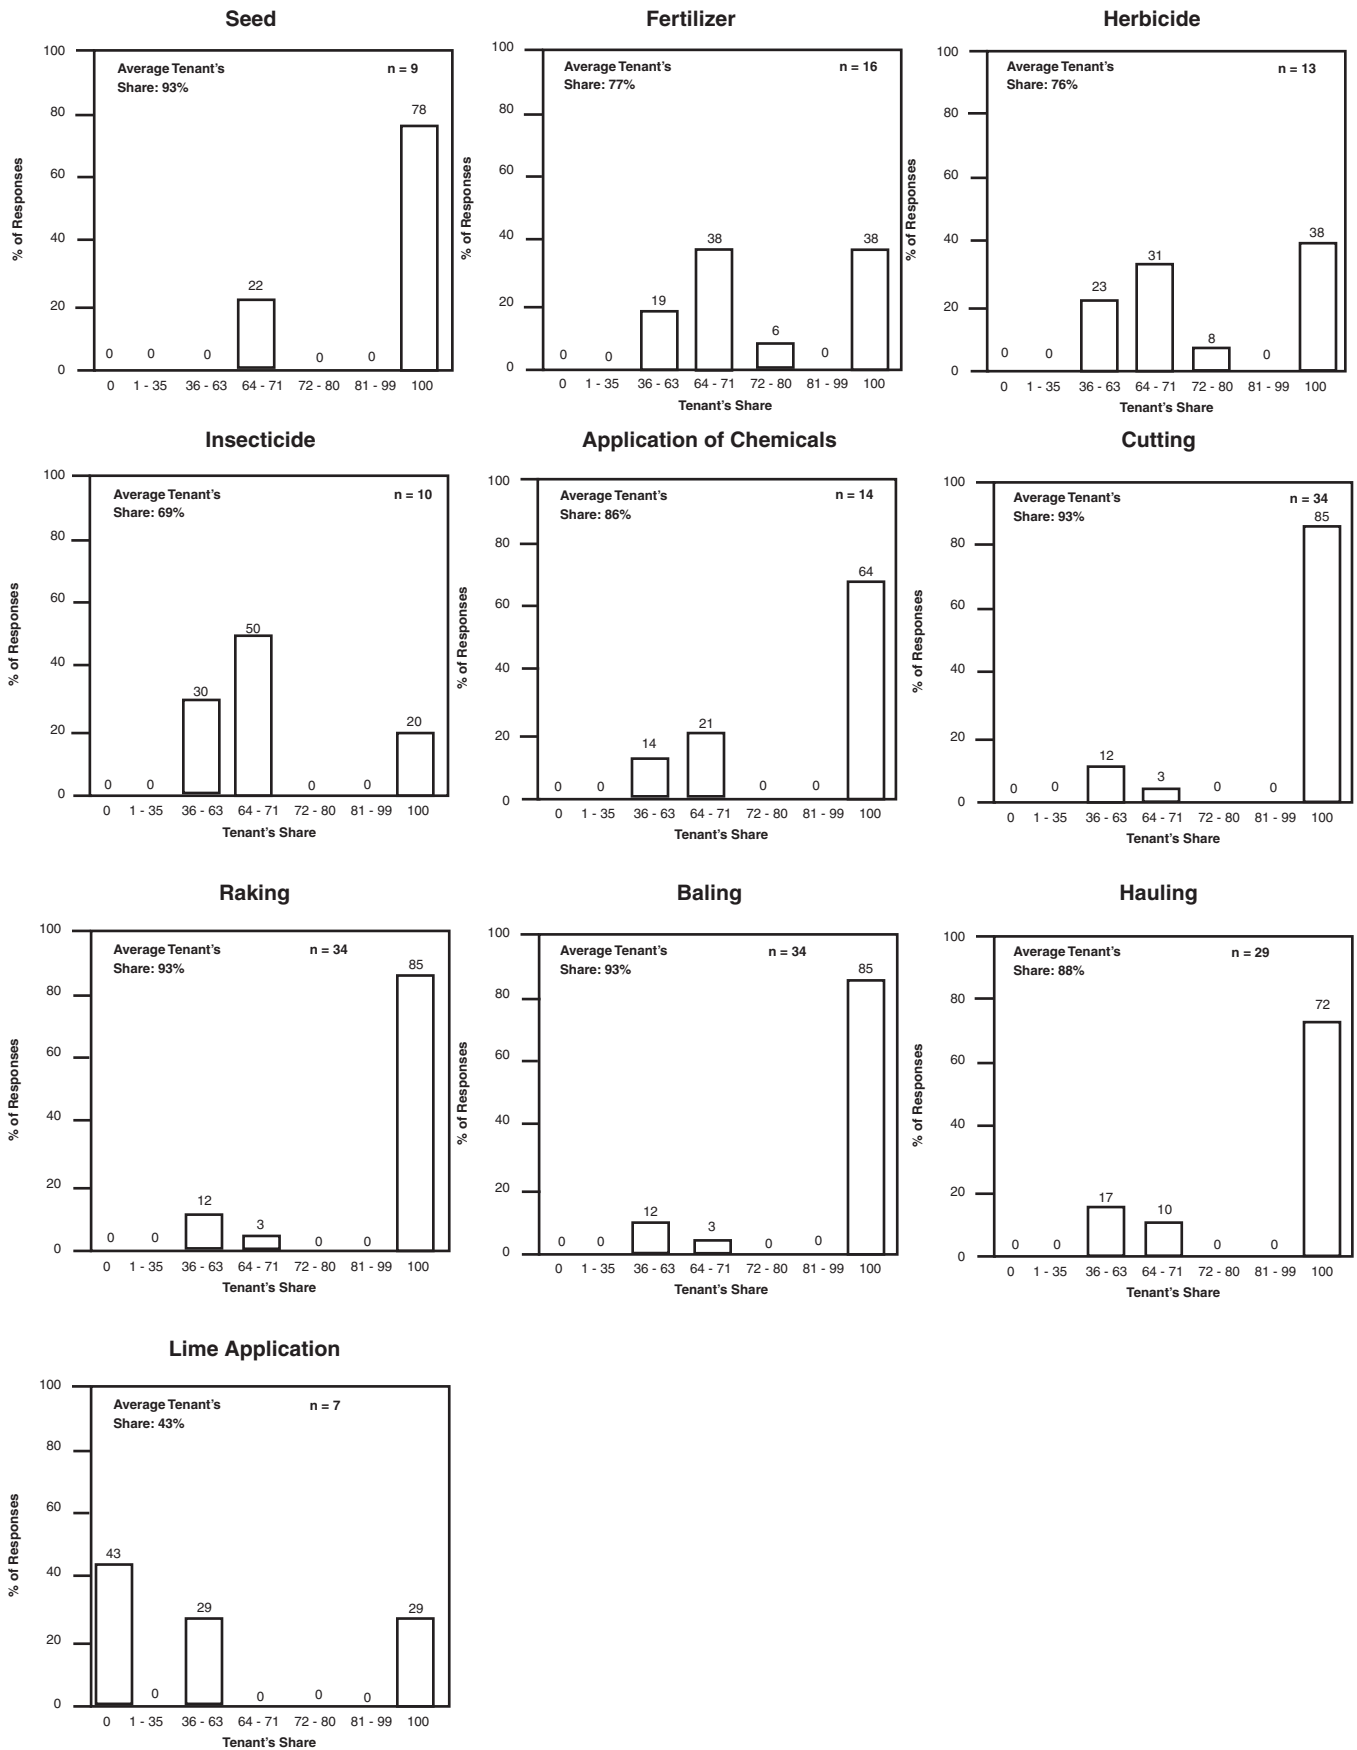 Seed
100
80
60
40
20
0
% of Responses
Average Tenant's
Share: 93%
n = 9
0
0
0
22
0
0
78
0
1 - 35
36 - 63
64 - 71
72 - 80
81 - 99
100
Fertilizer
100
80
60
40
20
0
% of Responses
Average Tenant's
Share: 77%
n = 16
0
0
19
38
6
0
38
0
1 - 35
36 - 63
64 - 71
72 - 80
81 - 99
100
Tenant's Share
Herbicide
100
80
60
40
20
0
% of Responses
Average Tenant's
Share: 76%
n = 13
0
0
23
31
8
0
38
0
1 - 35
36 - 63
64 - 71
72 - 80
81 - 99
100
Tenant's Share
Insecticide
100
80
60
40
20
0
% of Responses
Average Tenant's
Share: 69%
n = 10
0
0
30
50
0
0
20
0
1 - 35
36 - 63
64 - 71
72 - 80
81 - 99
100
Tenant's Share
Application of Chemicals
100
80
60
40
20
0
% of Responses
Average Tenant's
Share: 86%
n = 14
0
0
14
21
0
0
64
0
1 - 35
36 - 63
64 - 71
72 - 80
81 - 99
100
Tenant's Share
Cutting
100
80
60
40
20
0
% of Responses
Average Tenant's
Share: 93%
n = 34
0
0
12
3
0
0
85
0
1 - 35
36 - 63
64 - 71
72 - 80
81 - 99
100
Tenant's Share
Raking
100
80
60
40
20
0
% of Responses
Average Tenant's
Share: 93%
n = 34
0
0
12
3
0
0
85
0
1 - 35
36 - 63
64 - 71
72 - 80
81 - 99
100
Tenant's Share
Baling
100
80
60
40
20
0
% of Responses
Average Tenant's
Share: 93%
n = 34
0
0
12
3
0
0
85
0
1 - 35
36 - 63
64 - 71
72 - 80
81 - 99
100
Tenant's Share
Hauling
100
80
60
40
20
0
% of Responses
Average Tenant's
Share: 88%
n = 29
0
0
17
10
0
0
72
0
1 - 35
36 - 63
64 - 71
72 - 80
81 - 99
100
Tenant's Share
Lime Application
100
80
60
40
20
0
% of Responses
Average Tenant's
Share: 43%
n = 7
43
0
29
0
0
0
29
0
1 - 35
36 - 63
64 - 71
72 - 80
81 - 99
100
Tenant's Share